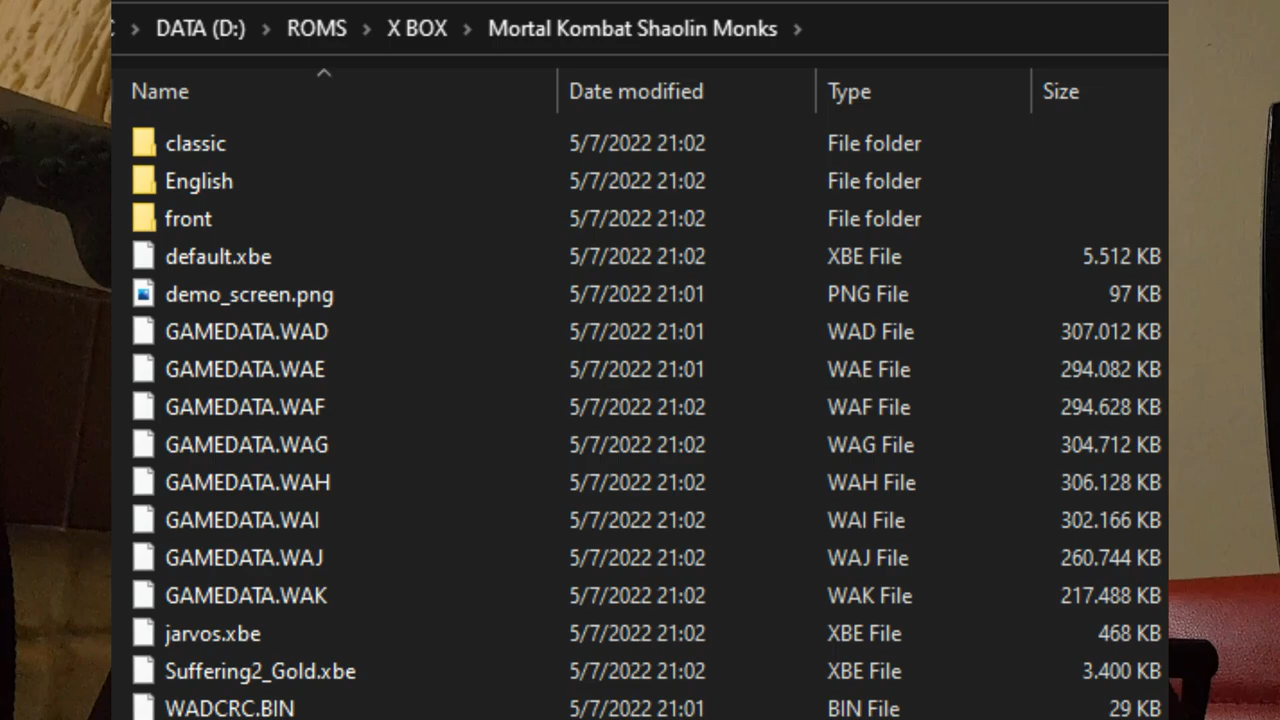 DATA (D:) > ROMS > X BOX > Mortal Kombat Shaolin Monks >
Name Date modified Type Size
classic 5/7/2022 21:02 File folder
English 5/7/2022 21:02 File folder
front 5/7/2022 21:02 File folder
default.xbe 5/7/2022 21:02 XBE File 5.512 KB
demo_screen.png 5/7/2022 21:01 PNG File 97 KB
GAMEDATA.WAD 5/7/2022 21:01 WAD File 307.012 KB
GAMEDATA.WAE 5/7/2022 21:01 WAE File 294.082 KB
GAMEDATA.WAF 5/7/2022 21:02 WAF File 294.628 KB
GAMEDATA.WAG 5/7/2022 21:02 WAG File 304.712 KB
GAMEDATA.WAH 5/7/2022 21:02 WAH File 306.128 KB
GAMEDATA.WAI 5/7/2022 21:02 WAI File 302.166 KB
GAMEDATA.WAJ 5/7/2022 21:02 WAJ File 260.744 KB
GAMEDATA.WAK 5/7/2022 21:02 WAK File 217.488 KB
jarvos.xbe 5/7/2022 21:02 XBE File 468 KB
Suffering2_Gold.xbe 5/7/2022 21:02 XBE File 3.400 KB
WADCRC.BIN 5/7/2022 21:01 BIN File 29 KB